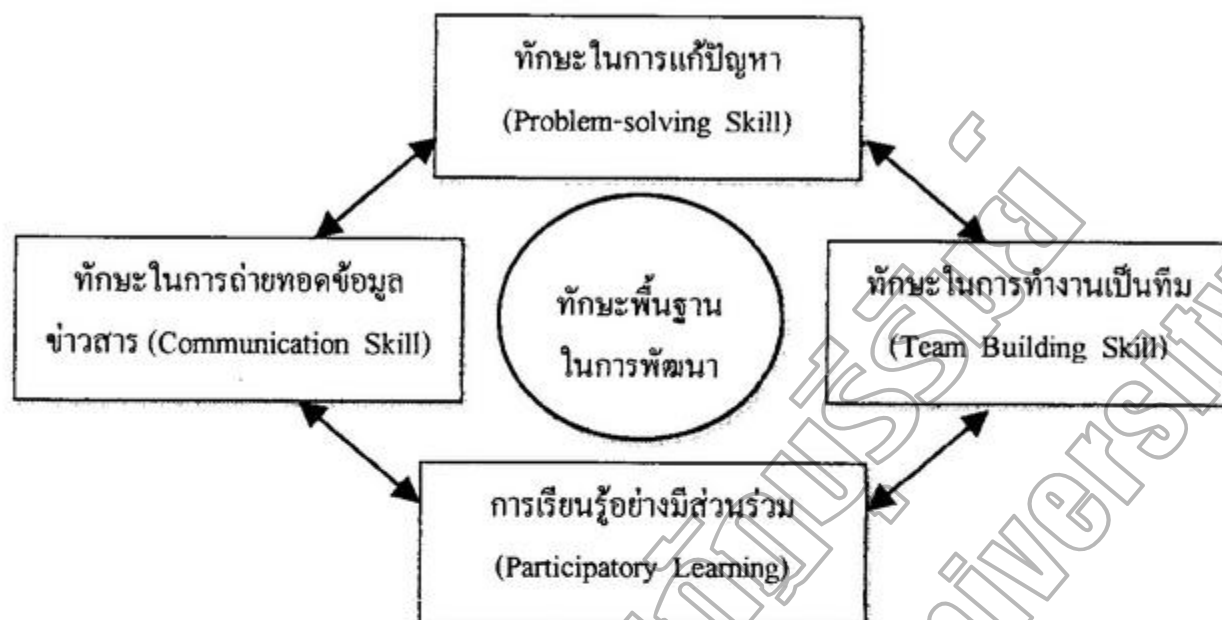 ทักษะในการแก้ปัญหา
(Problem-solving Skill)
ทักษะในการถ่ายทอดข้อมูล
ข่าวสาร (Communication Skill)
ทักษะพื้นฐาน
ในการพัฒนา
ทักษะในการทำงานเป็นทีม
(Team Building Skill)
การเรียนรู้อย่างมีส่วนร่วม
(Participatory Learning)